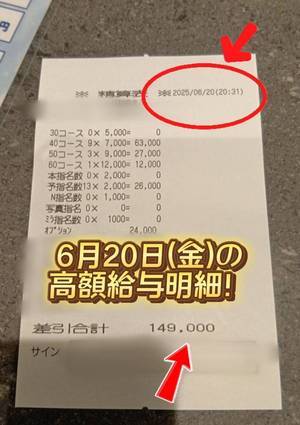 ※ 精算書 ※ 2025/06/20(20:31)
30コース 0× 5,000= 0
40コース 9× 7,000= 63,000
50コース 3× 9,000= 27,000
60コース 1×12,000= 12,000
本指名数 0× 2,000= 0
予指名数13× 2,000= 26,000
N指名数 0× 1,000= 0
写真指名 0× 0= 0
ミラ指名数 0× 1000= 0
オプション 24,000
6月20日(金)の
高額給与明細!
差引合計 149,000
サイン